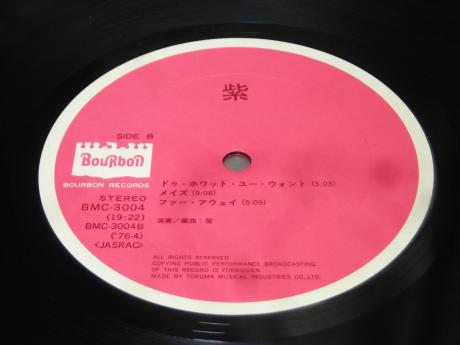 紫
SIDE B
BouRbon
BOURBON RECORDS
STEREO
BMC-3004
(19:22)
BMC-3004B
('76·4)
<JASRAC>
ドゥ・ホワット・ユー・ウォント (5:03)
メイズ (9:08)
ファー・アウェイ (5:09)
演奏/編曲:紫
ALL RIGHTS RESERVED
COPYING PUBLIC PERFORMANCE BROADCASTING
OF THIS RECORD IS FORBIDDEN
MADE BY TOKUMA MUSICAL INDUSTRIES CO., LTD.